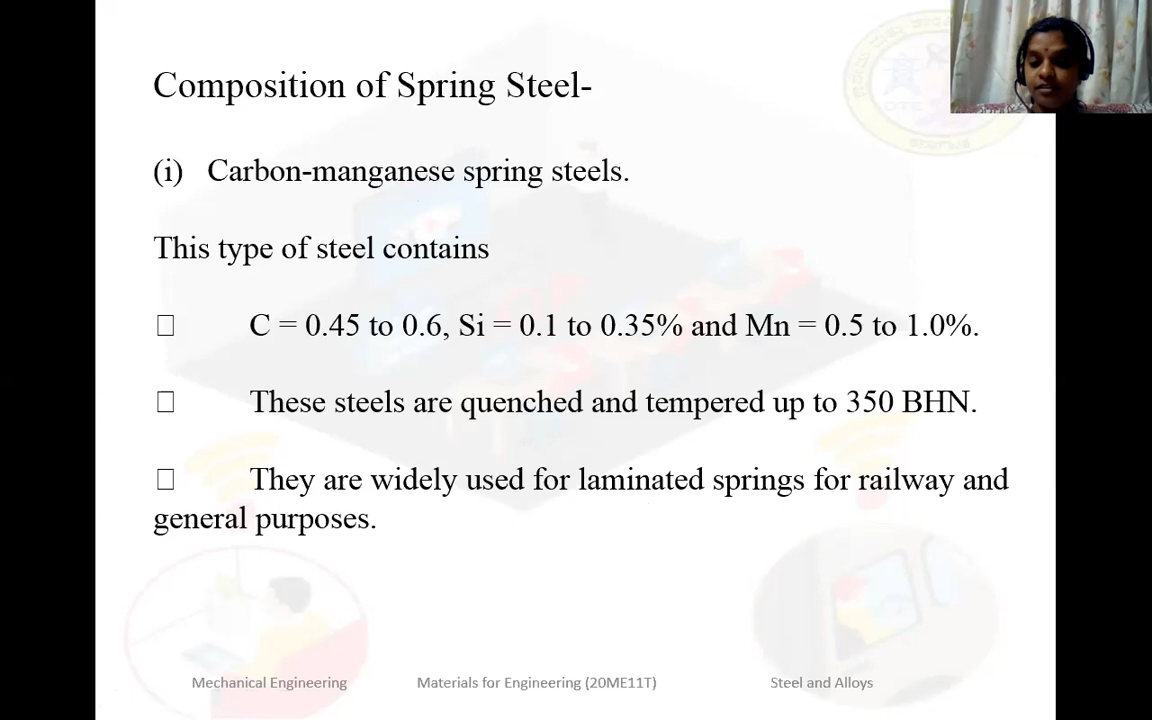 Composition of Spring Steel-
(i) Carbon-manganese spring steels.
This type of steel contains
C = 0.45 to 0.6, Si = 0.1 to 0.35% and Mn = 0.5 to 1.0%.
These steels are quenched and tempered up to 350 BHN.
They are widely used for laminated springs for railway and
general purposes.
Mechanical Engineering
Materials for Engineering (20ME11T)
Steel and Alloys